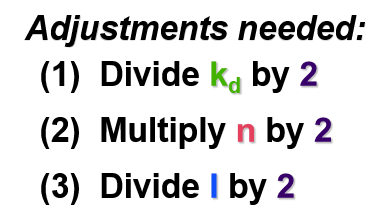 Adjustments needed:
(1) Divide kd by 2
(2) Multiply n by 2
(3) Divide I by 2